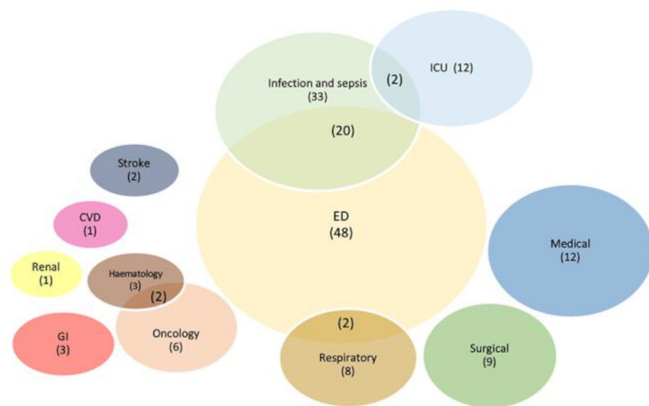 Infection and sepsis
(33)
(2)
ICU (12)
(20)
Stroke
(2)
CVD
(1)
ED
(48)
Medical
(12)
Renal
(1)
Haematology
(3)
(2)
GI
(3)
Oncology
(6)
(2)
Respiratory
(8)
Surgical
(9)